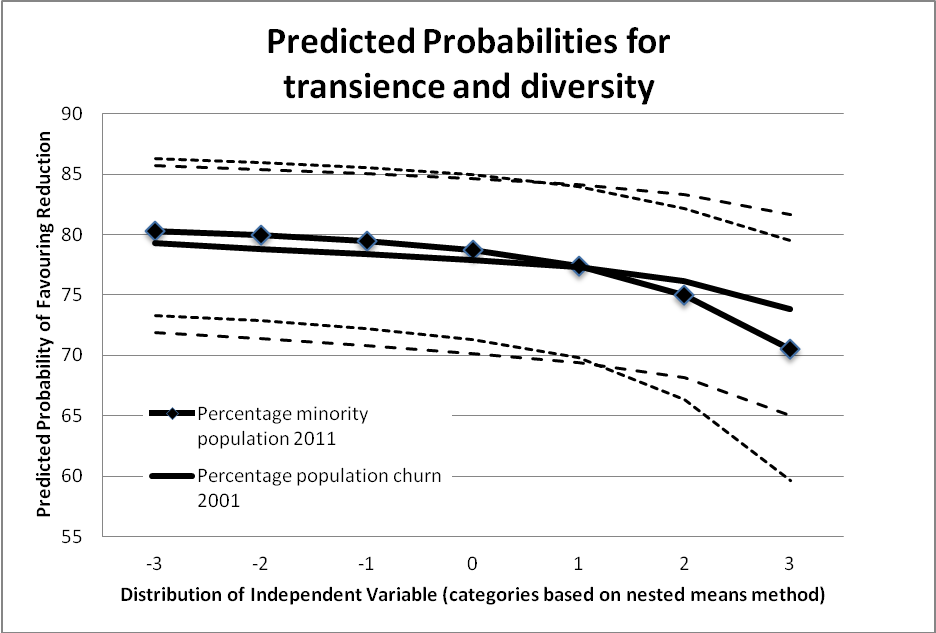 Predicted Probabilities for
transience and diversity
Predicted Probability of Favouring Reduction
90
85
80
75
70
65
60
55
Percentage minority
population 2011
Percentage population churn
2001
-3 -2 -1 0 1 2 3
Distribution of Independent Variable (categories based on nested means method)